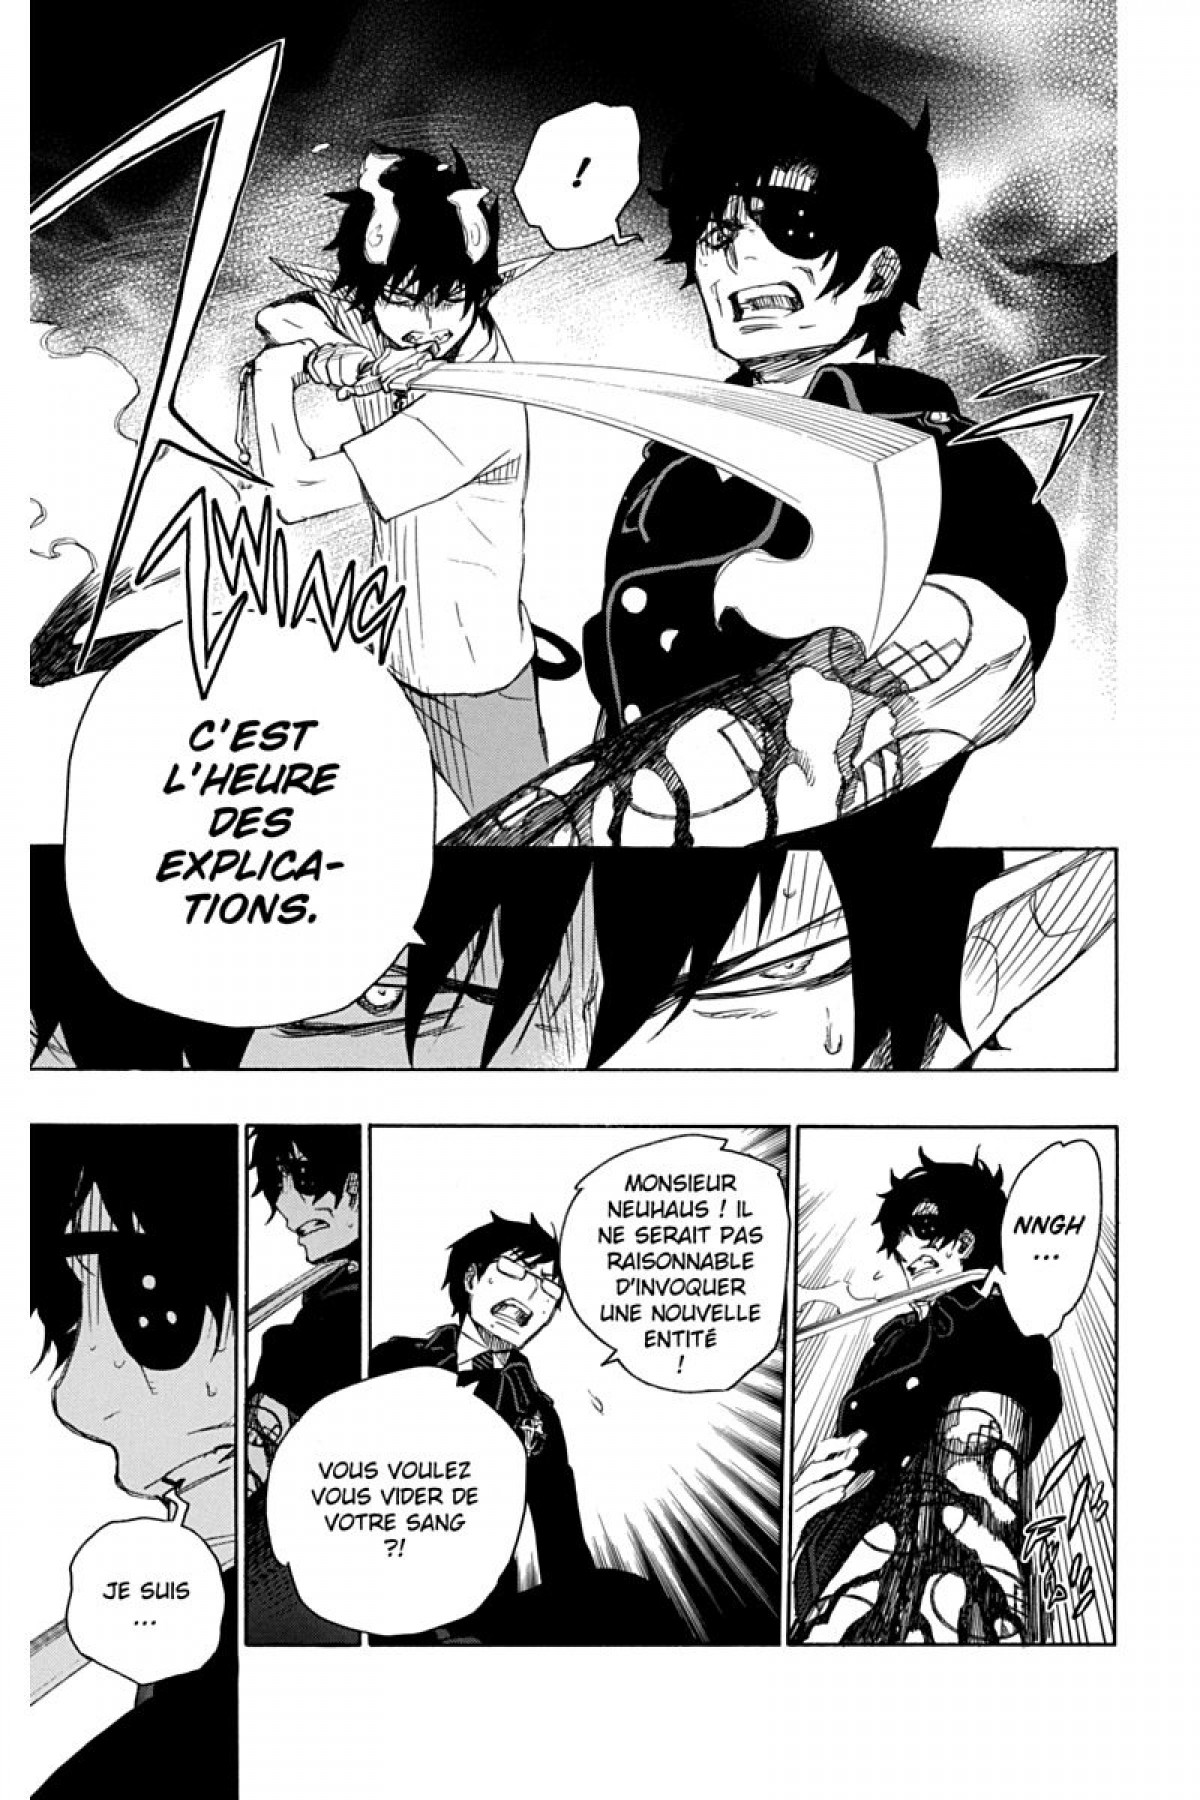 !
ZWING
C'EST
L'HEURE
DES
EXPLICA-
TIONS.
NNGH
...
MONSIEUR
NEUHAUS ! IL
NE SERAIT PAS
RAISONNABLE
D'INVOQUER
UNE NOUVELLE
ENTITÉ
!
VOUS VOULEZ
VOUS VIDER DE
VOTRE SANG
?!
JE SUIS
...